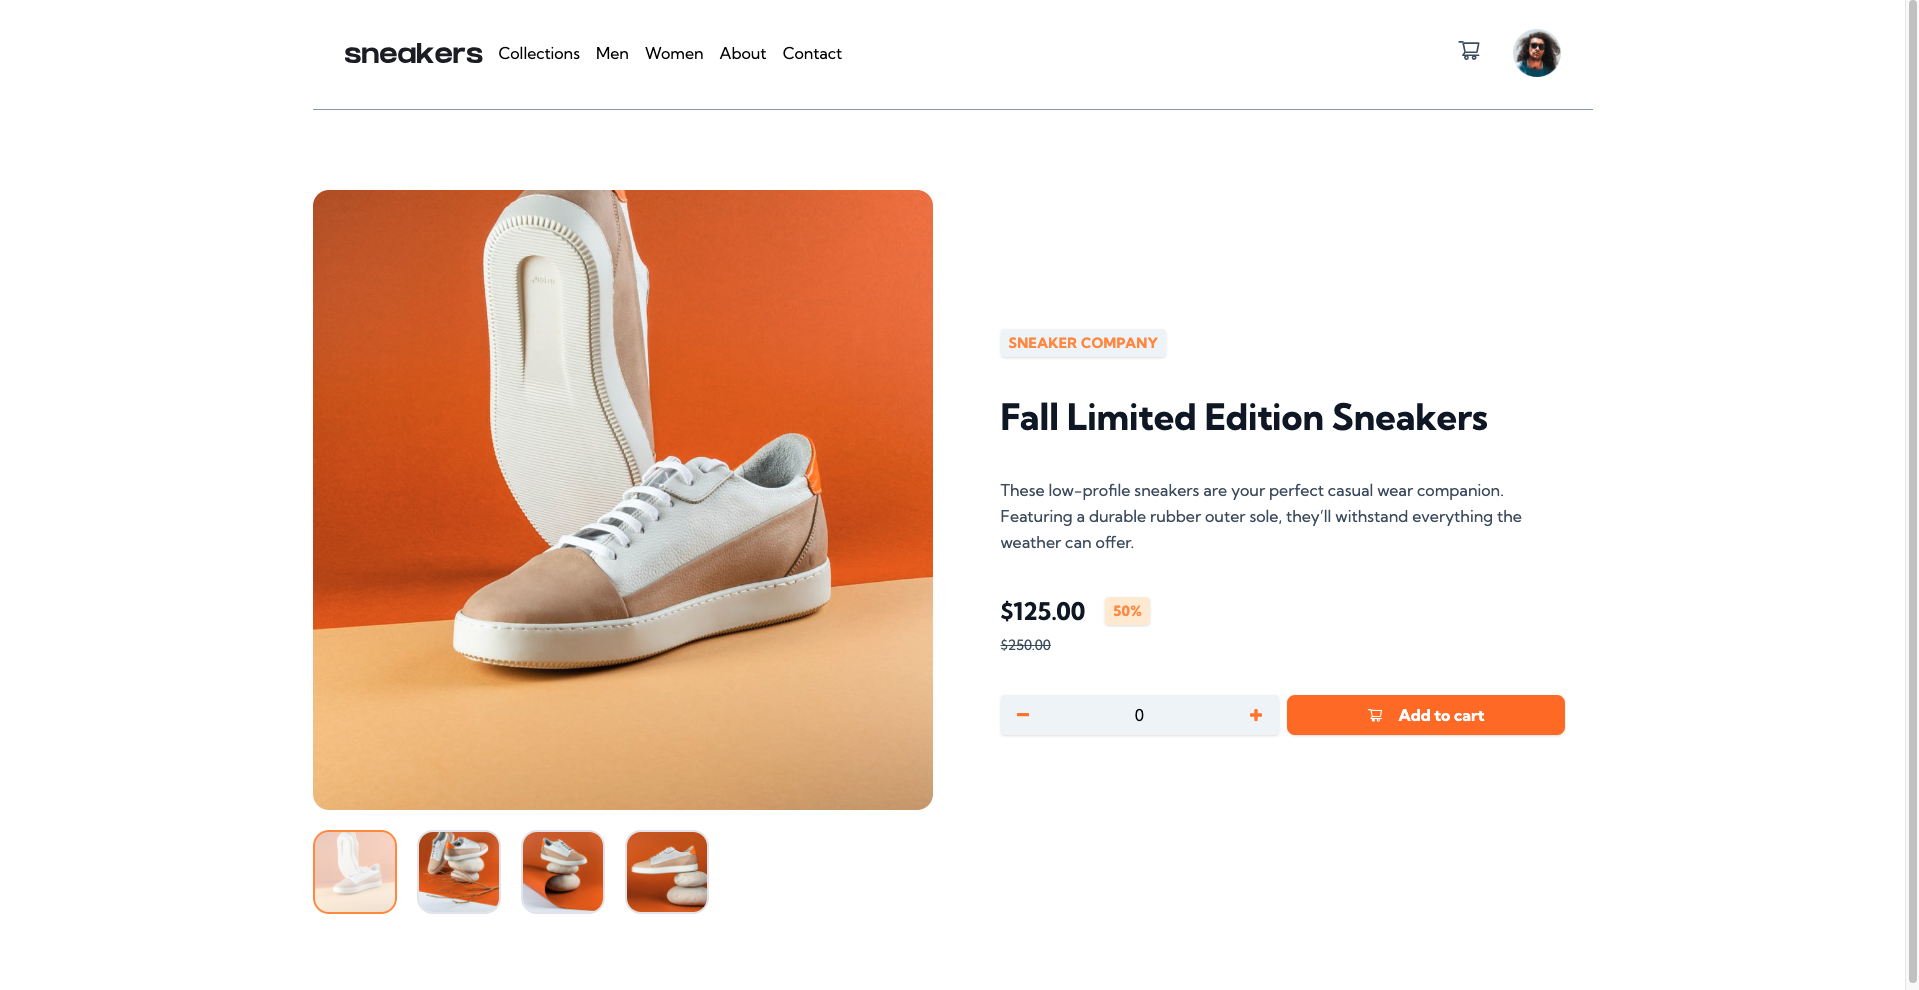 sneakers Collections Men Women About Contact
SNEAKER COMPANY
Fall Limited Edition Sneakers
These low-profile sneakers are your perfect casual wear companion.
Featuring a durable rubber outer sole, they’ll withstand everything the
weather can offer.
$125.00 50%
$250.00
0 Add to cart